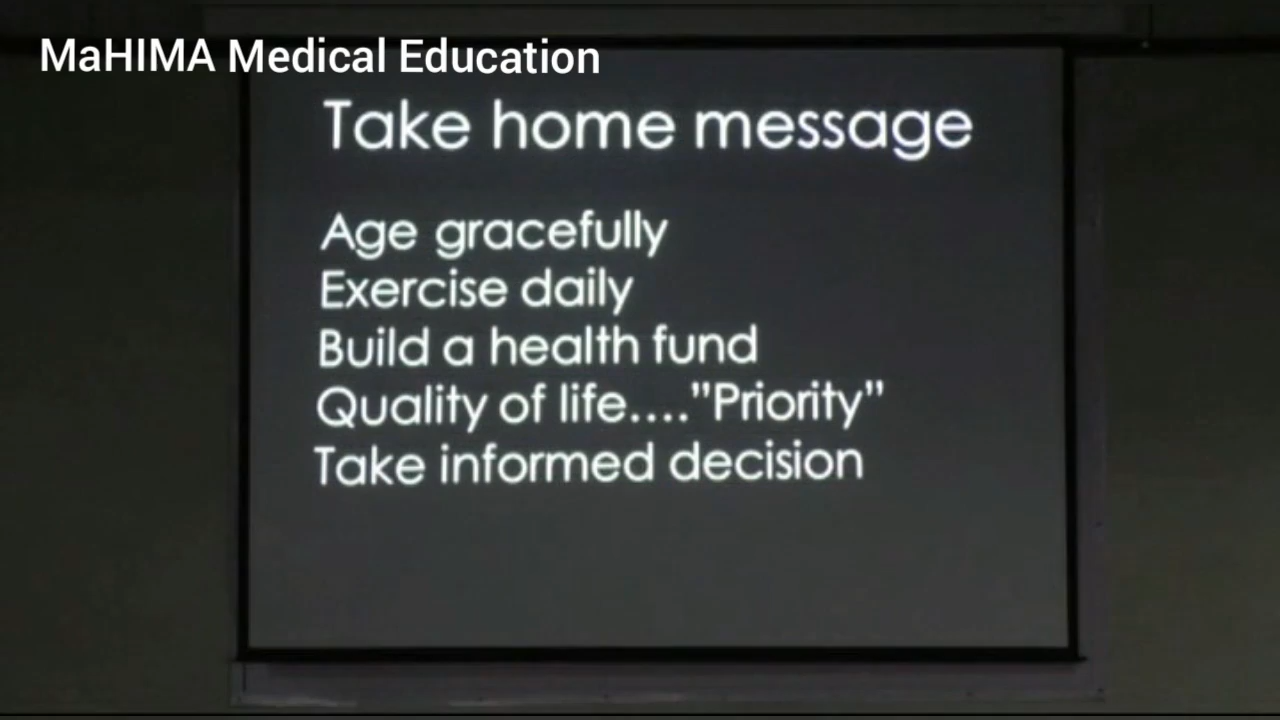 MaHIMA Medical Education
Take home message
Age gracefully
Exercise daily
Build a health fund
Quality of life....”Priority”
Take informed decision